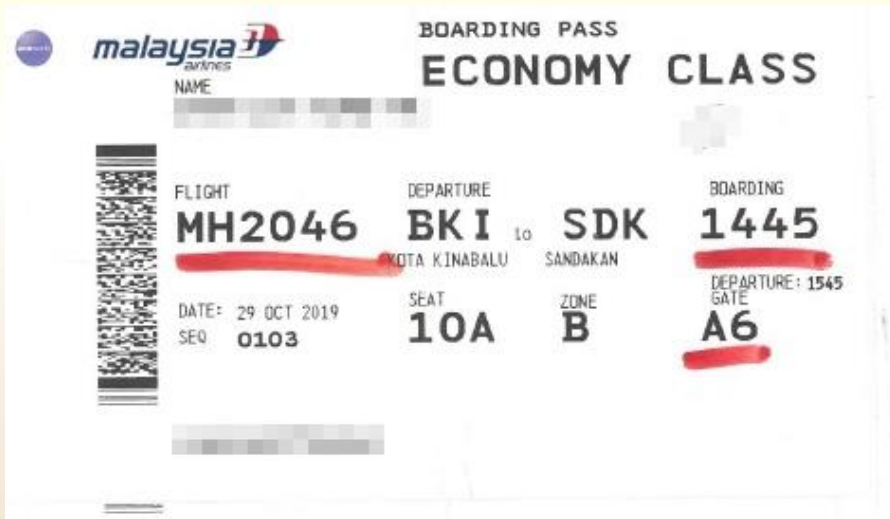 malaysia
airlines
BOARDING PASS
ECONOMY CLASS
NAME
FLIGHT
MH2046
DEPARTURE
BKI to SDK
KOTA KINABALU SANDAKAN
BOARDING
1445
DEPARTURE: 1545
DATE: 29 OCT 2019
SEQ 0103
SEAT
10A
ZONE
B
GATE
A6